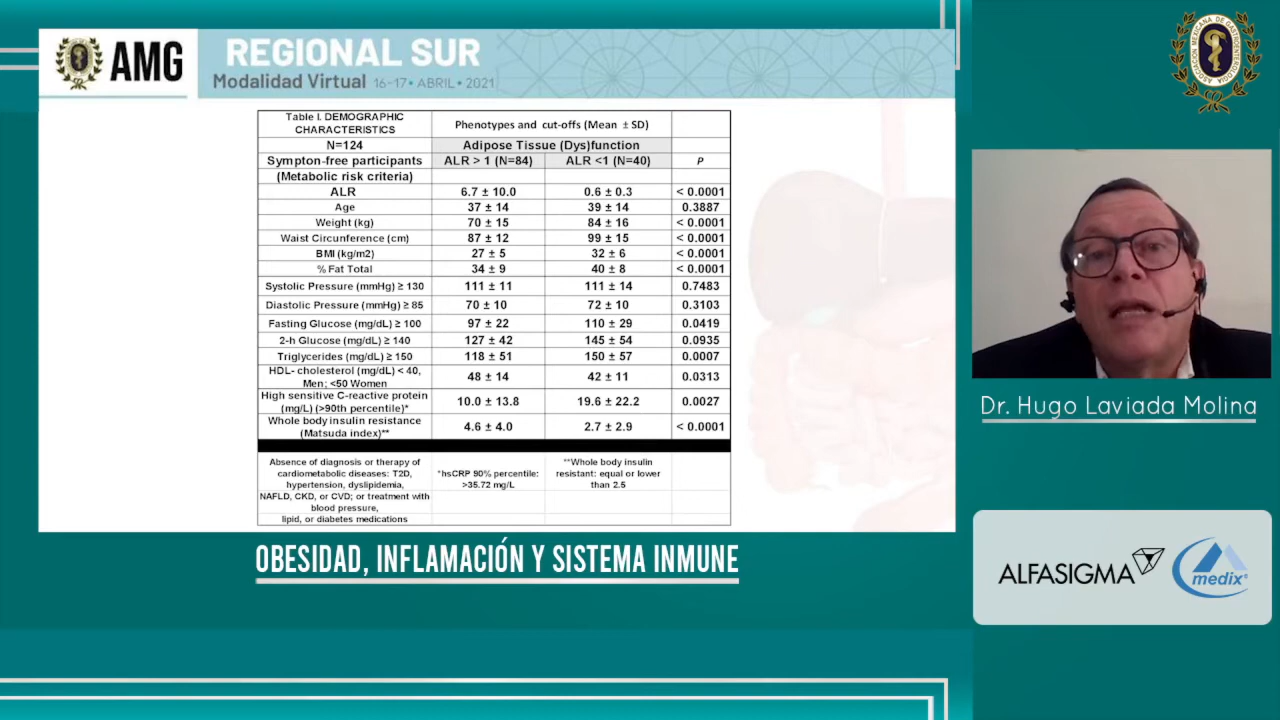 AMG
REGIONAL SUR
Modalidad Virtual 16-17 • ABRIL • 2021
Table I. DEMOGRAPHIC CHARACTERISTICS | Phenotypes and cut-offs (Mean ± SD)
N=124 | Adipose Tissue (Dys)function
Sympton-free participants | ALR > 1 (N=84) | ALR <1 (N=40) | P
(Metabolic risk criteria)
ALR | 6.7 ± 10.0 | 0.6 ± 0.3 | < 0.0001
Age | 37 ± 14 | 39 ± 14 | 0.3887
Weight (kg) | 70 ± 15 | 84 ± 16 | < 0.0001
Waist Circunference (cm) | 87 ± 12 | 99 ± 15 | < 0.0001
BMI (kg/m2) | 27 ± 5 | 32 ± 6 | < 0.0001
% Fat Total | 34 ± 9 | 40 ± 8 | < 0.0001
Systolic Pressure (mmHg) ≥ 130 | 111 ± 11 | 111 ± 14 | 0.7483
Diastolic Pressure (mmHg) ≥ 85 | 70 ± 10 | 72 ± 10 | 0.3103
Fasting Glucose (mg/dL) ≥ 100 | 97 ± 22 | 110 ± 29 | 0.0419
2-h Glucose (mg/dL) ≥ 140 | 127 ± 42 | 145 ± 54 | 0.0935
Triglycerides (mg/dL) ≥ 150 | 118 ± 51 | 150 ± 57 | 0.0007
HDL- cholesterol (mg/dL) < 40, Men; <50 Women | 48 ± 14 | 42 ± 11 | 0.0313
High sensitive C-reactive protein (mg/L) (>90th percentile)* | 10.0 ± 13.8 | 19.6 ± 22.2 | 0.0027
Whole body insulin resistance (Matsuda index)** | 4.6 ± 4.0 | 2.7 ± 2.9 | < 0.0001
Absence of diagnosis or therapy of cardiometabolic diseases: T2D, hypertension, dyslipidemia, | *hsCRP 90% percentile: >35.72 mg/L | **Whole body insulin resistant: equal or lower than 2.5
NAFLD, CKD, or CVD; or treatment with blood pressure,
lipid, or diabetes medications
OBESIDAD, INFLAMACIÓN Y SISTEMA INMUNE
ASOCIACION MEXICANA DE GASTROENTEROLOGIA
Dr. Hugo Laviada Molina
ALFASIGMA
medix®